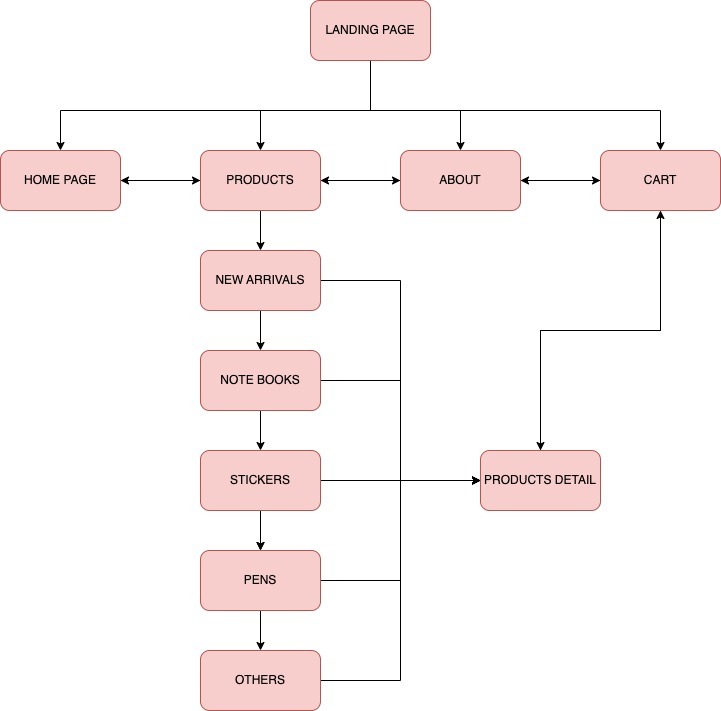 LANDING PAGE
HOME PAGE
PRODUCTS
ABOUT
CART
NEW ARRIVALS
NOTE BOOKS
STICKERS
PRODUCTS DETAIL
PENS
OTHERS